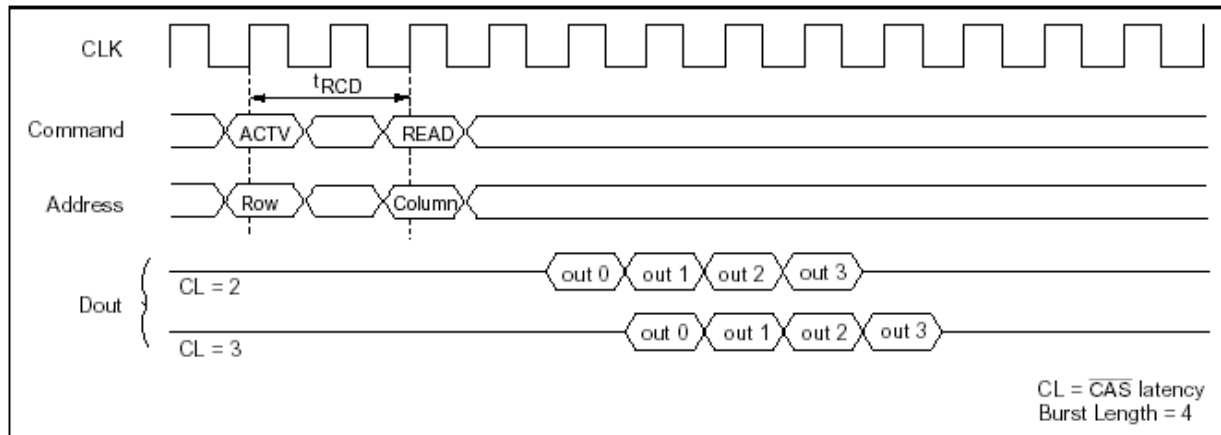 CLK
tRCD
Command ACTV READ
Address Row Column
out 0 out 1 out 2 out 3
CL = 2
Dout
out 0 out 1 out 2 out 3
CL = 3
CL = CAS latency
Burst Length = 4